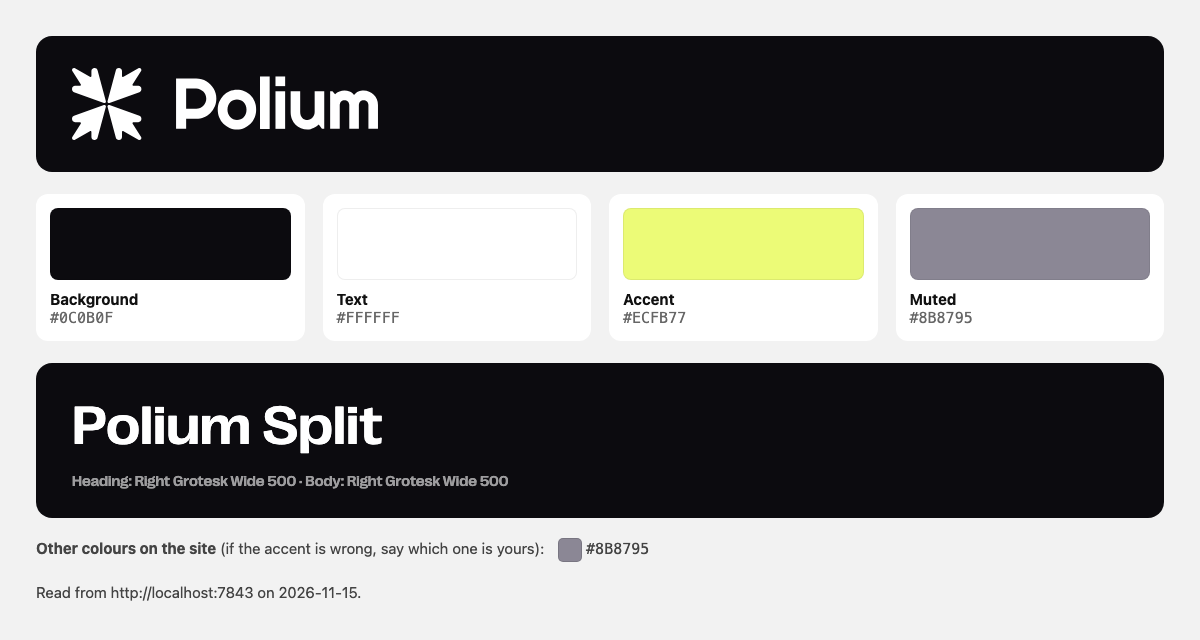 Polium
Background
#0C0B0F
Text
#FFFFFF
Accent
#ECFB77
Muted
#8B8795
Polium Split
Heading: Right Grotesk Wide 500 · Body: Right Grotesk Wide 500
Other colours on the site (if the accent is wrong, say which one is yours): #8B8795
Read from http://localhost:7843 on 2026-11-15.